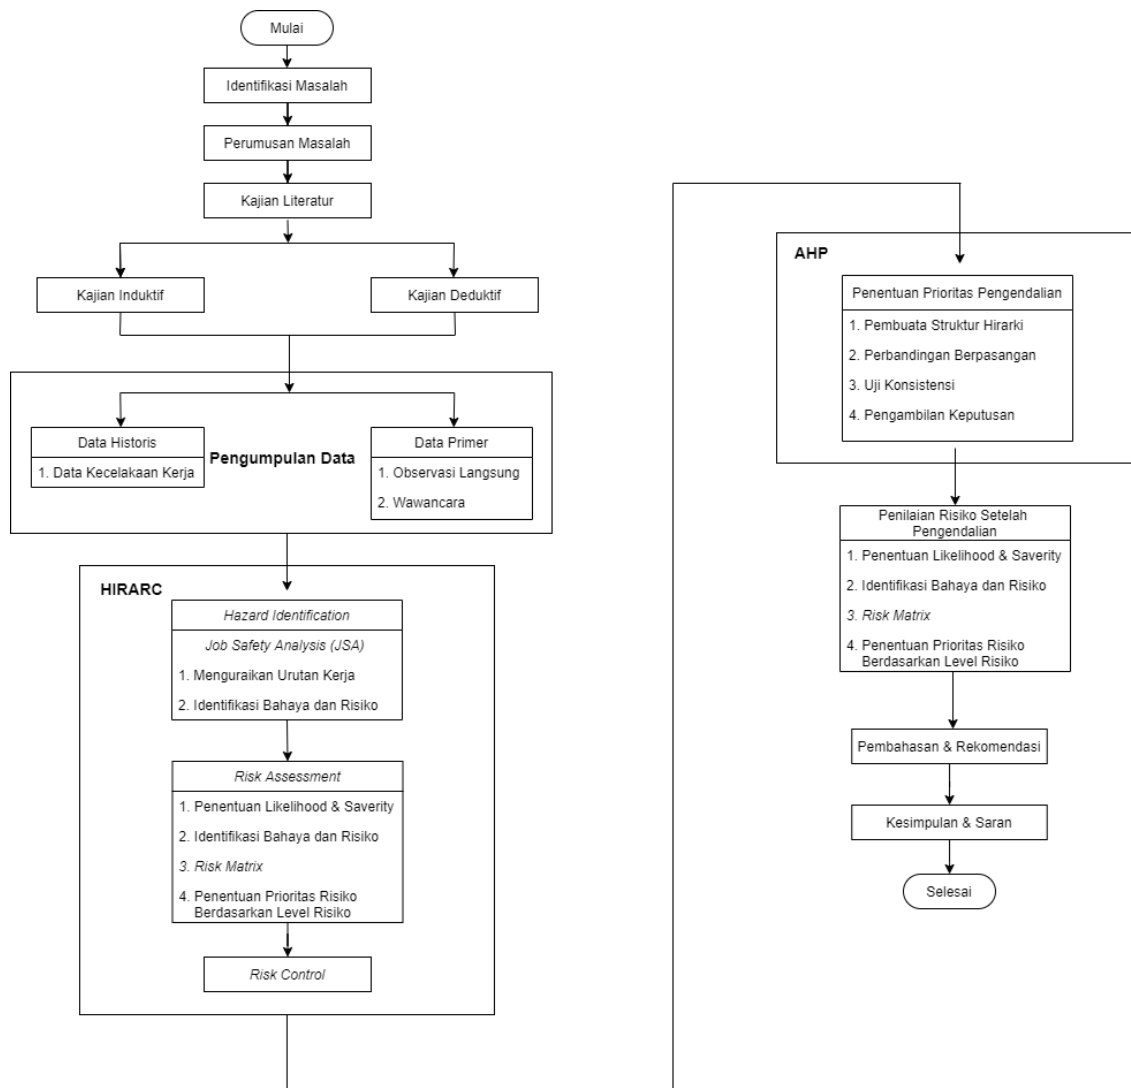 Mulai
Identifikasi Masalah
Perumusan Masalah
Kajian Literatur
Kajian Induktif
Kajian Deduktif
Pengumpulan Data
Data Historis
1. Data Kecelakaan Kerja
Data Primer
1. Observasi Langsung
2. Wawancara
HIRARC
Hazard Identification
Job Safety Analysis (JSA)
1. Menguraikan Urutan Kerja
2. Identifikasi Bahaya dan Risiko
Risk Assessment
1. Penentuan Likelihood & Saverity
2. Identifikasi Bahaya dan Risiko
3. Risk Matrix
4. Penentuan Prioritas Risiko
Berdasarkan Level Risiko
Risk Control
AHP
Penentuan Prioritas Pengendalian
1. Pembuata Struktur Hirarki
2. Perbandingan Berpasangan
3. Uji Konsistensi
4. Pengambilan Keputusan
Penilaian Risiko Setelah
Pengendalian
1. Penentuan Likelihood & Saverity
2. Identifikasi Bahaya dan Risiko
3. Risk Matrix
4. Penentuan Prioritas Risiko
Berdasarkan Level Risiko
Pembahasan & Rekomendasi
Kesimpulan & Saran
Selesai